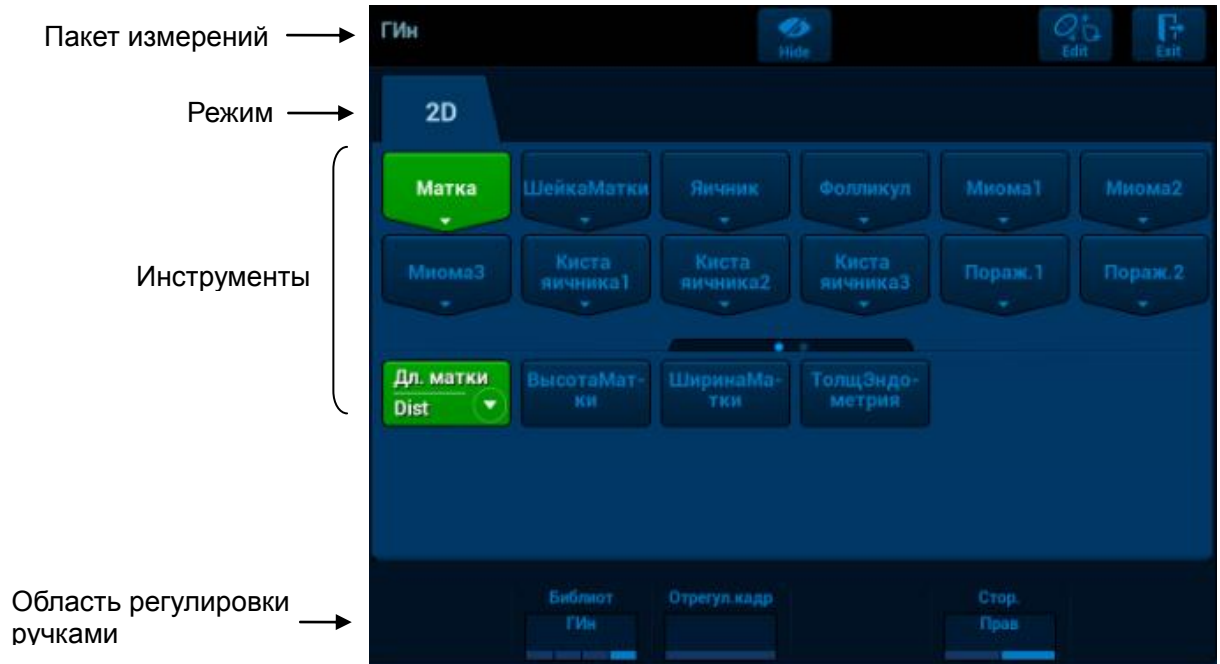 Пакет измерений
ГИн
Hide
Edit
Exit
Режим
2D
Инструменты
Матка
ШейкаМатки
Яичник
Фолликул
Миома1
Миома2
Миома3
Киста
яичника1
Киста
яичника2
Киста
яичника3
Пораж.1
Пораж.2
Дл. матки
Dist
ВысотаМат-
ки
ШиринаМа-
тки
ТолщЭндо-
метрия
Область регулировки
ручками
Библиот
ГИн
Отрегул.кадр
Стор.
Прав